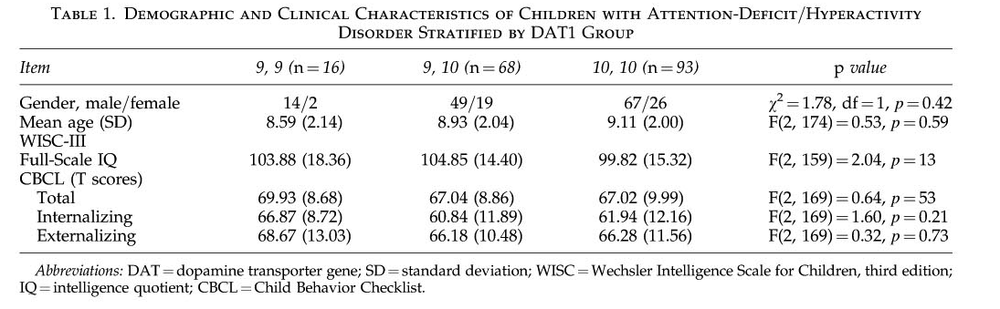 TABLE 1. DEMOGRAPHIC AND CLINICAL CHARACTERISTICS OF CHILDREN WITH ATTENTION-DEFICIT/HYPERACTIVITY
DISORDER STRATIFIED BY DAT1 GROUP
Item 9, 9 (n = 16) 9, 10 (n = 68) 10, 10 (n = 93) p value
Gender, male/female 14/2 49/19 67/26 χ² = 1.78, df = 1, p = 0.42
Mean age (SD) 8.59 (2.14) 8.93 (2.04) 9.11 (2.00) F(2, 174) = 0.53, p = 0.59
WISC-III
Full-Scale IQ 103.88 (18.36) 104.85 (14.40) 99.82 (15.32) F(2, 159) = 2.04, p = 13
CBCL (T scores)
Total 69.93 (8.68) 67.04 (8.86) 67.02 (9.99) F(2, 169) = 0.64, p = 53
Internalizing 66.87 (8.72) 60.84 (11.89) 61.94 (12.16) F(2, 169) = 1.60, p = 0.21
Externalizing 68.67 (13.03) 66.18 (10.48) 66.28 (11.56) F(2, 169) = 0.32, p = 0.73
Abbreviations: DAT = dopamine transporter gene; SD = standard deviation; WISC = Wechsler Intelligence Scale for Children, third edition;
IQ = intelligence quotient; CBCL = Child Behavior Checklist.